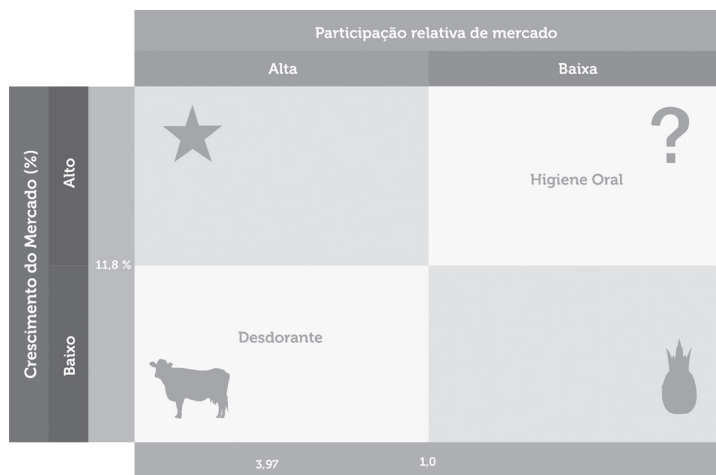 Participação relativa de mercado
Alta
Baixa
Crescimento do Mercado (%)
Alto
?
Higiene Oral
11,8 %
Baixo
Desdorante
3,97
1,0